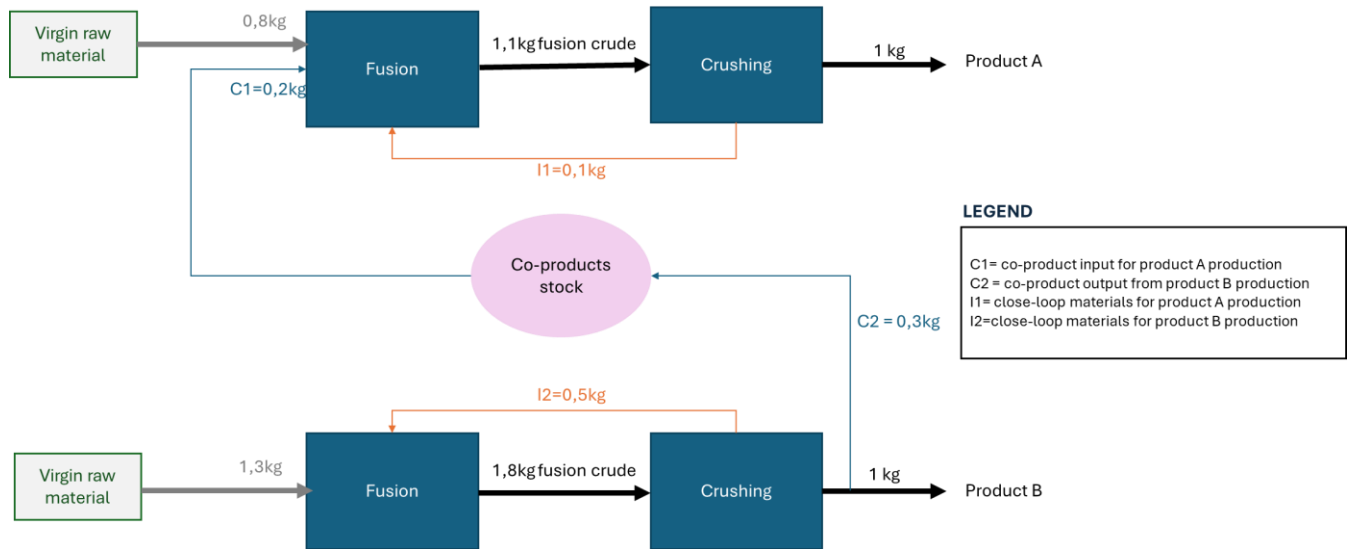 Virgin raw
material
0,8kg
C1=0,2kg
Fusion
1,1kg fusion crude
Crushing
1 kg
Product A
I1=0,1kg
Co-products
stock
C2 = 0,3kg
LEGEND
C1= co-product input for product A production
C2 = co-product output from product B production
I1= close-loop materials for product A production
I2=close-loop materials for product B production
I2=0,5kg
Virgin raw
material
1,3kg
Fusion
1,8kg fusion crude
Crushing
1 kg
Product B